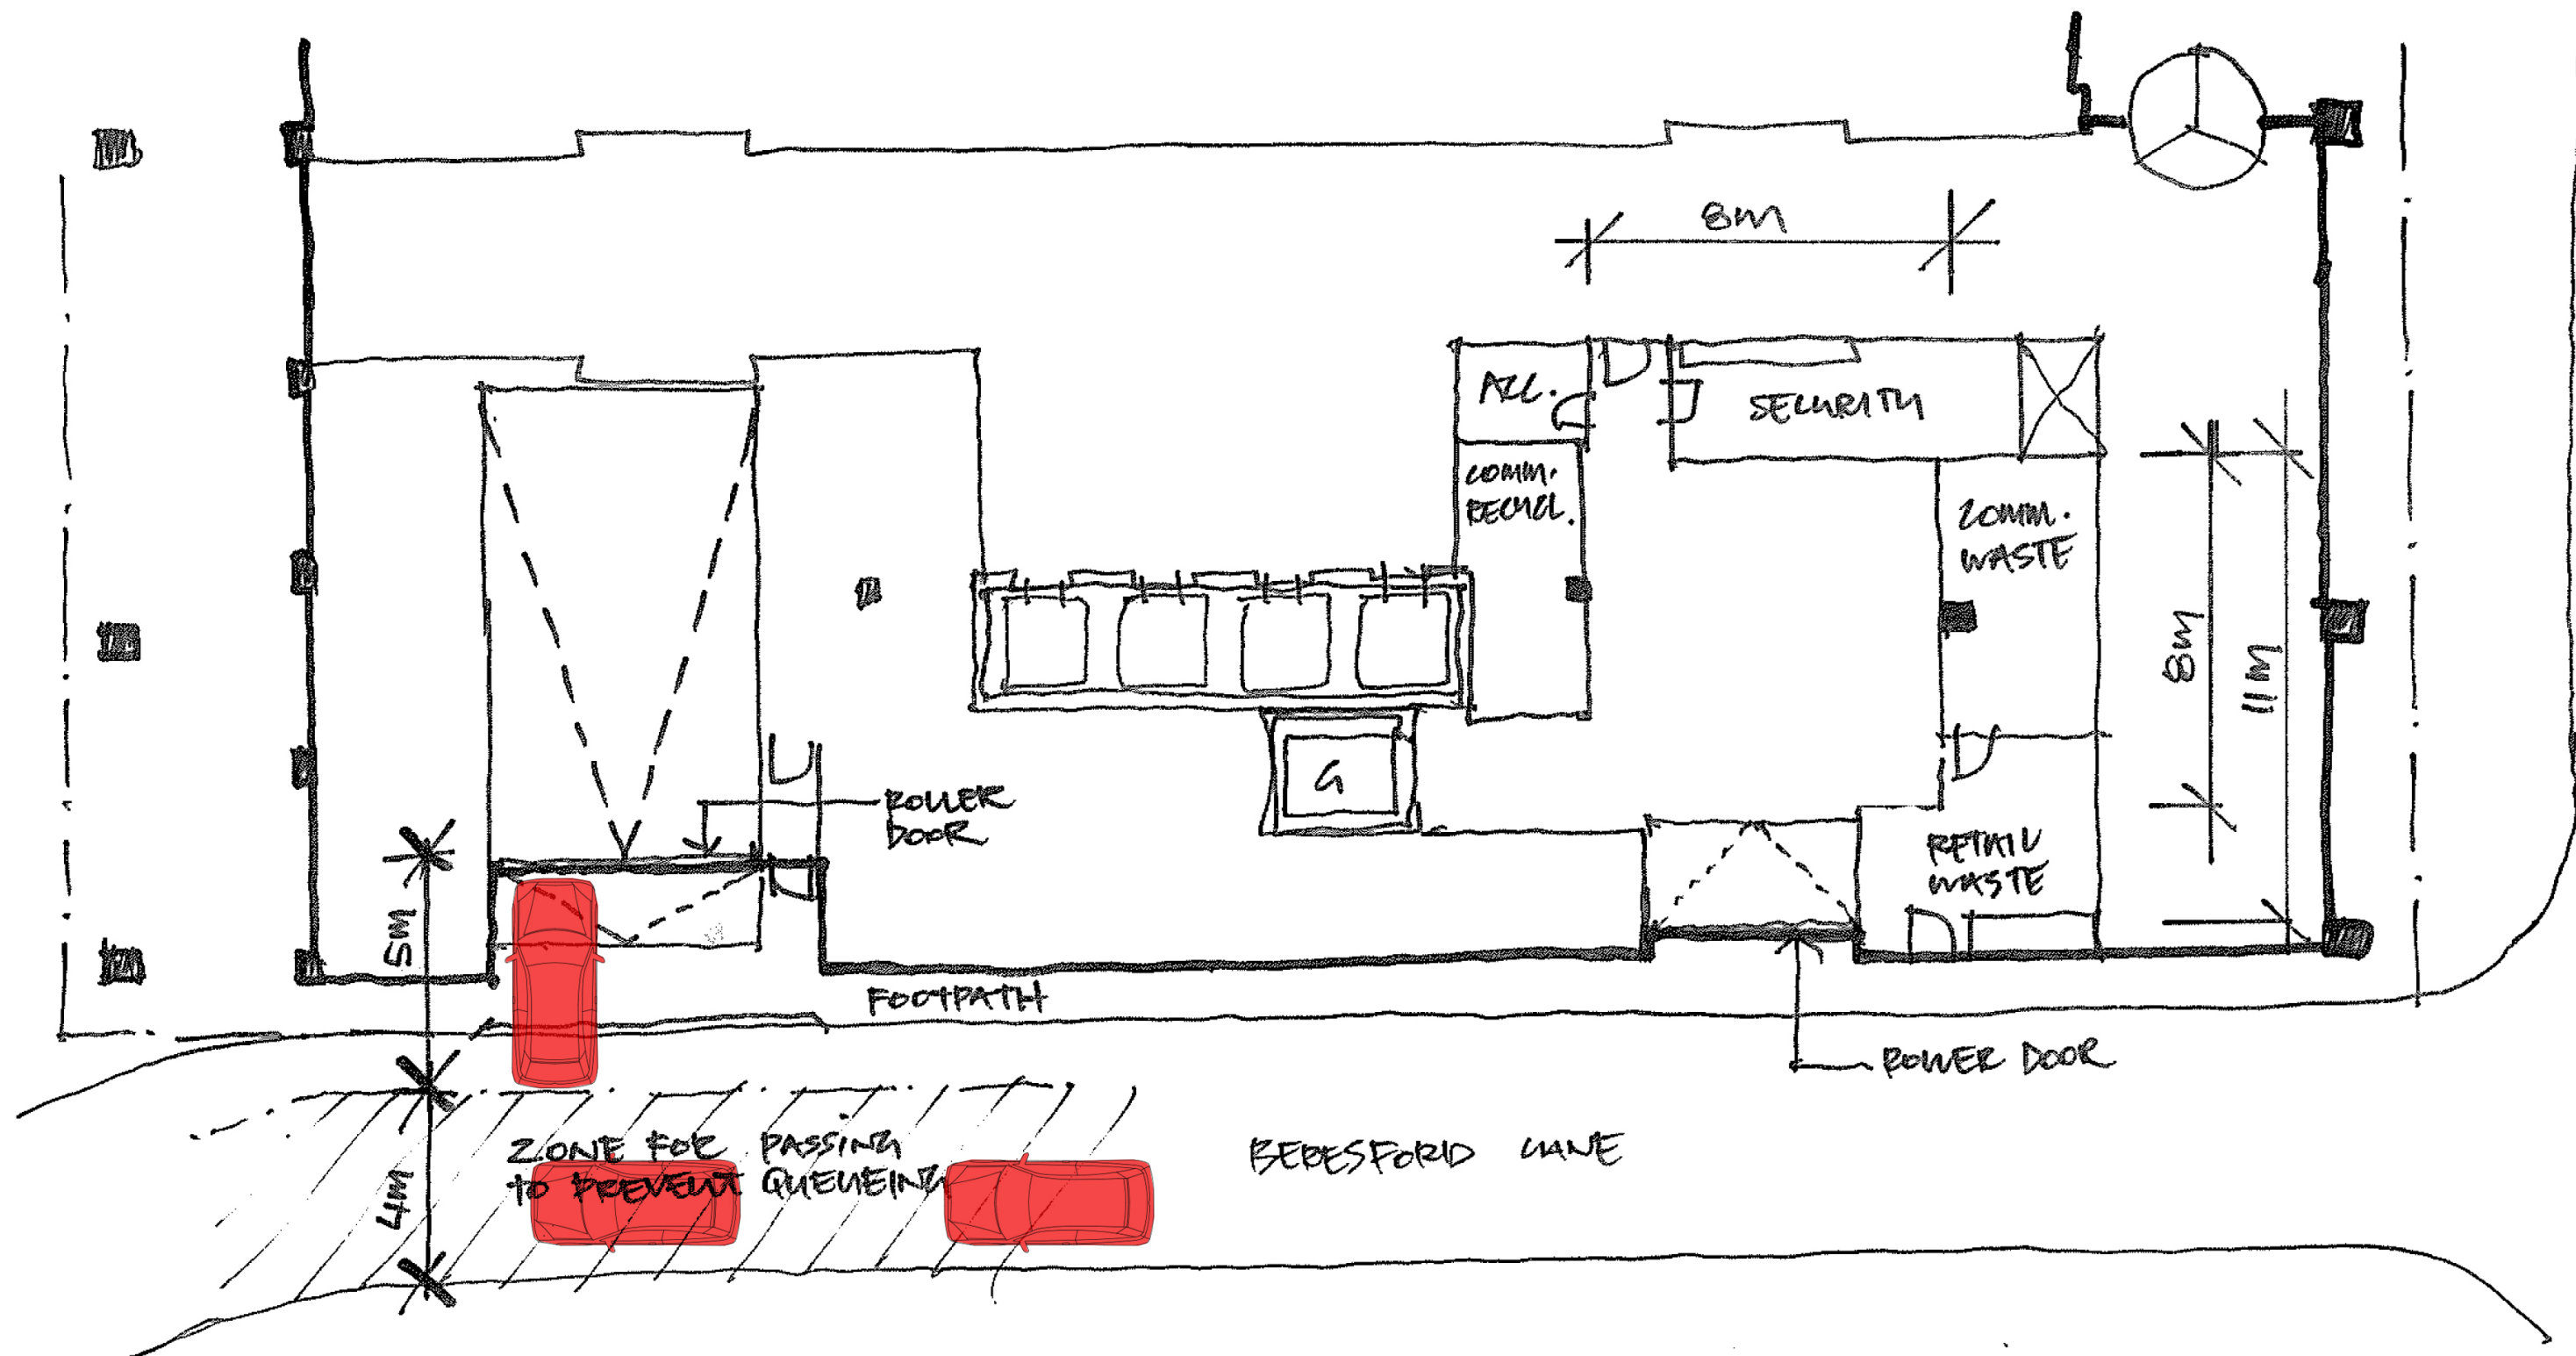 8m
ACC.
SECURITY
COMM.
RECYCL.
COMM.
WASTE
8m
11m
G
ROLLER
DOOR
RETAIL
WASTE
5m
FOOTPATH
ROLLER DOOR
ZONE FOR PASSING
TO PREVENT QUEUEING
BERESFORD LANE
4m